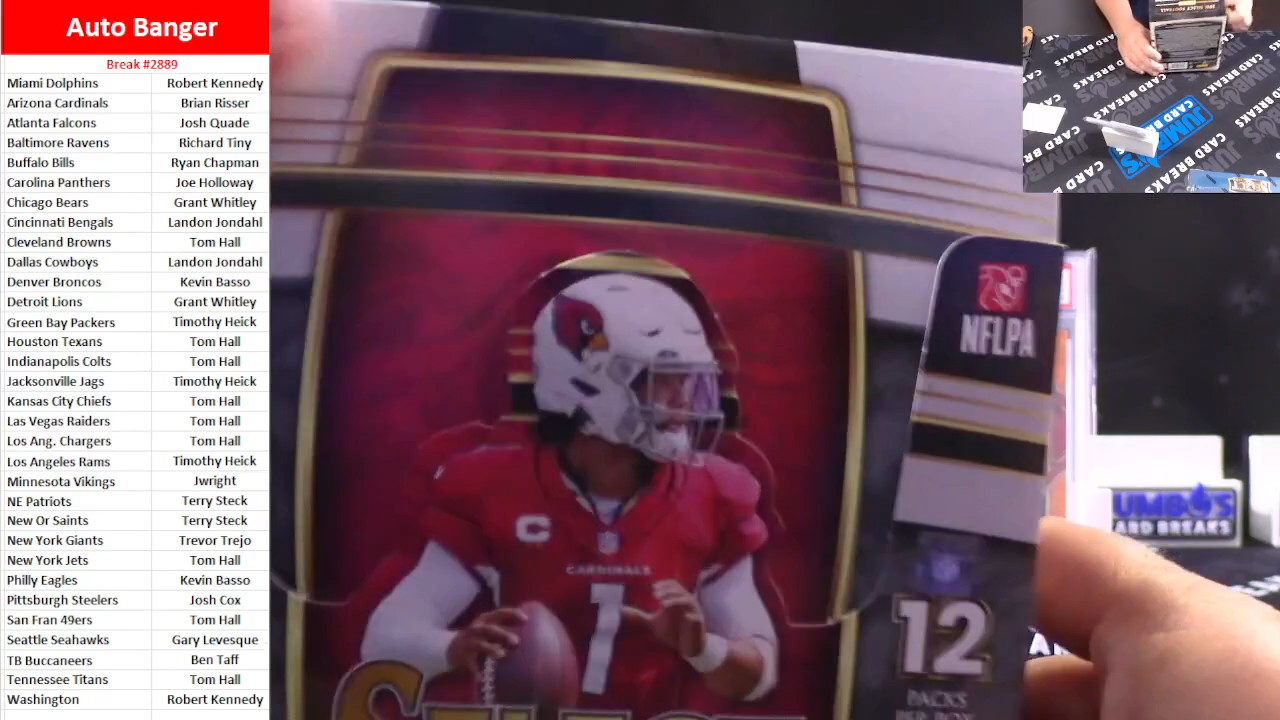 Auto Banger
Break #2889
Miami Dolphins Robert Kennedy
Arizona Cardinals Brian Risser
Atlanta Falcons Josh Quade
Baltimore Ravens Richard Tiny
Buffalo Bills Ryan Chapman
Carolina Panthers Joe Holloway
Chicago Bears Grant Whitley
Cincinnati Bengals Landon Jondahl
Cleveland Browns Tom Hall
Dallas Cowboys Landon Jondahl
Denver Broncos Kevin Basso
Detroit Lions Grant Whitley
Green Bay Packers Timothy Heick
Houston Texans Tom Hall
Indianapolis Colts Tom Hall
Jacksonville Jags Timothy Heick
Kansas City Chiefs Tom Hall
Las Vegas Raiders Tom Hall
Los Ang. Chargers Tom Hall
Los Angeles Rams Timothy Heick
Minnesota Vikings Jwright
NE Patriots Terry Steck
New Or Saints Terry Steck
New York Giants Trevor Trejo
New York Jets Tom Hall
Philly Eagles Kevin Basso
Pittsburgh Steelers Josh Cox
San Fran 49ers Tom Hall
Seattle Seahawks Gary Levesque
TB Buccaneers Ben Taff
Tennessee Titans Tom Hall
Washington Robert Kennedy
NFLPA
C
CARDINALS
1
12
PACKS
PER BOX
SELECT
JUMBO'S
CARD BREAKS
UMBO'S
ARD BREAKS